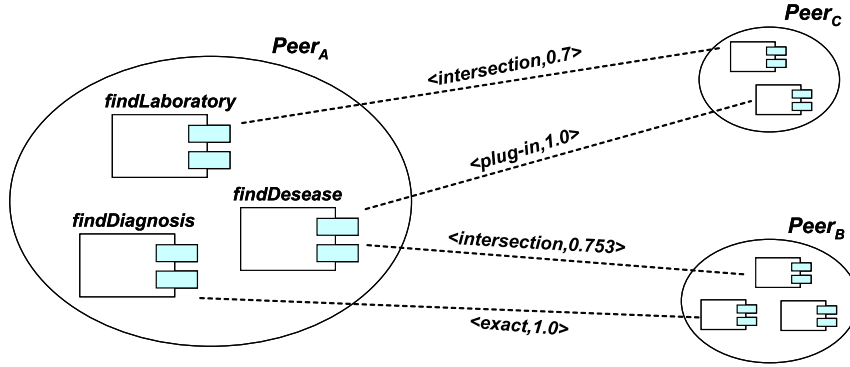 Peer_C
Peer_A
<intersection,0.7>
findLaboratory
<plug-in,1.0>
findDesease
findDiagnosis
Peer_B
<intersection,0.753>
<exact,1.0>